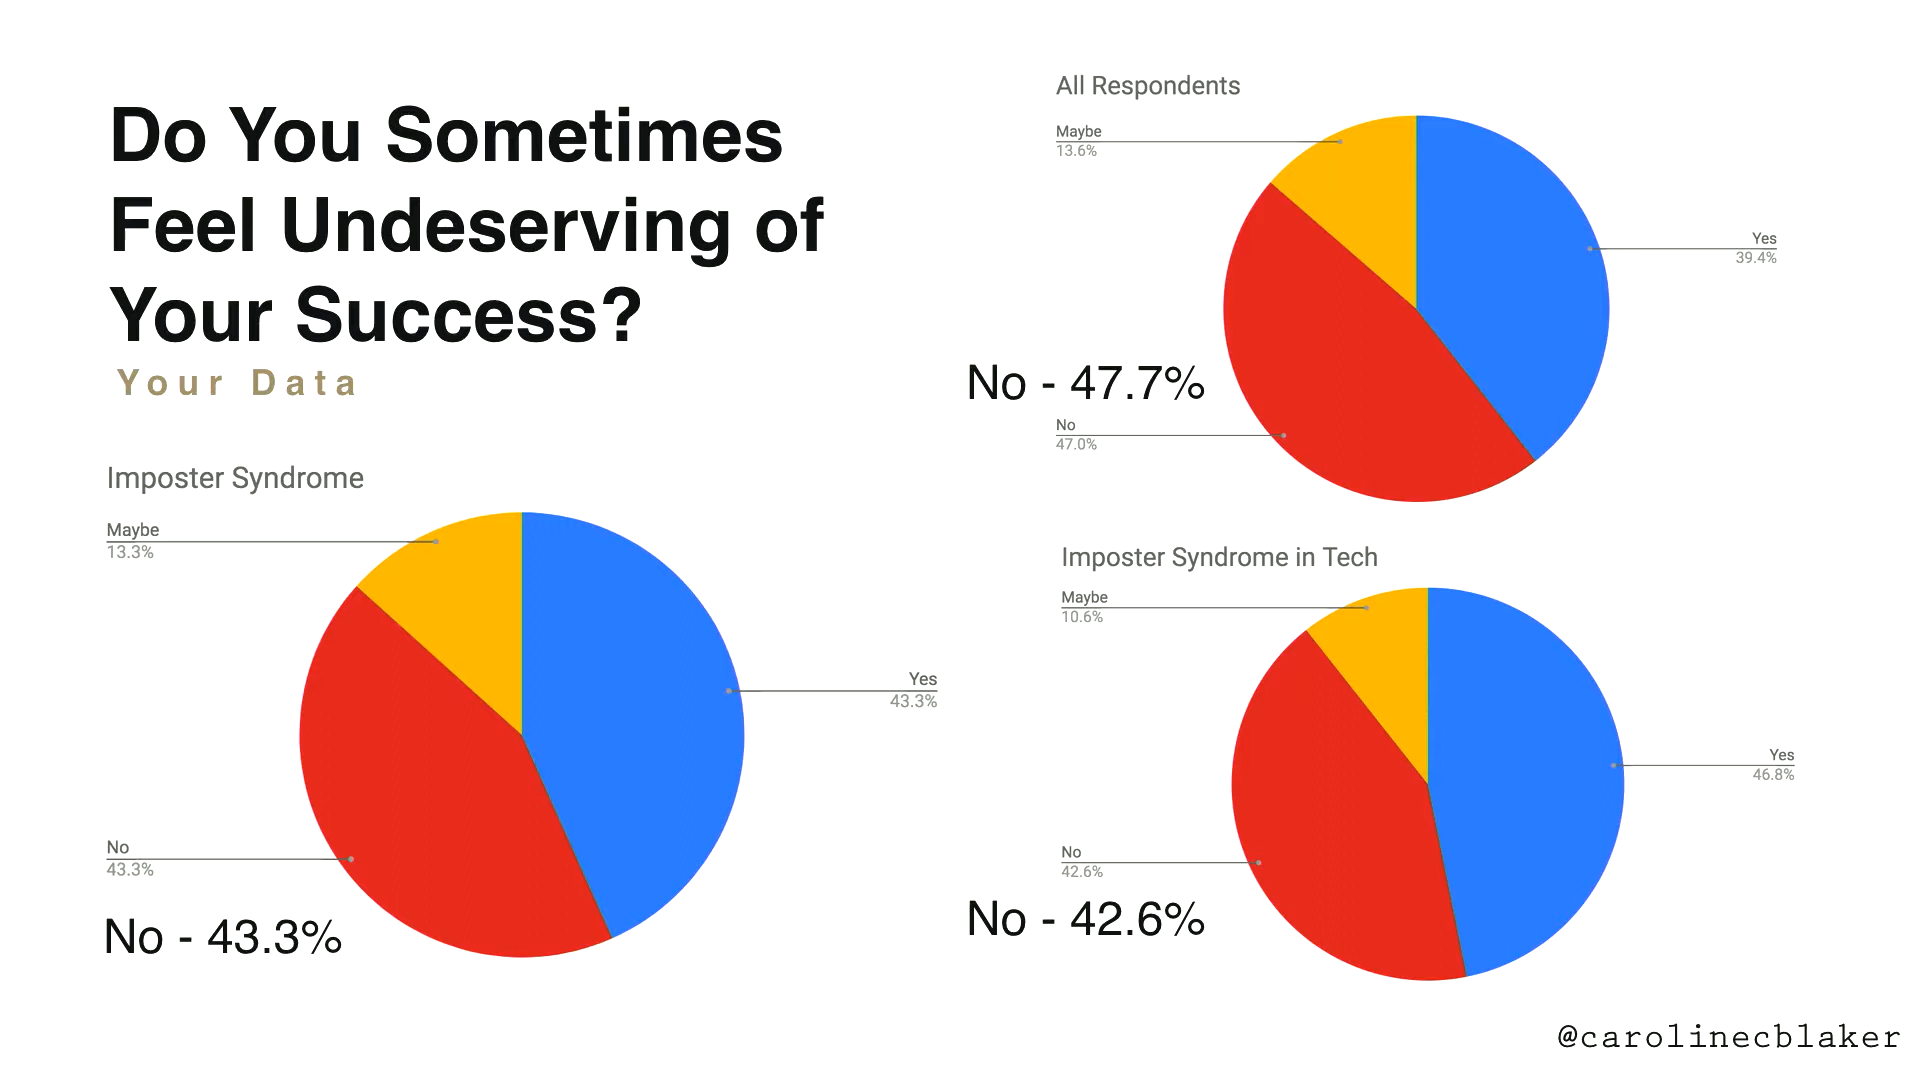 Do You Sometimes
Feel Undeserving of
Your Success?
Your Data
Imposter Syndrome
Maybe
13.3%
Yes
43.3%
No
43.3%
No - 43.3%
All Respondents
Maybe
13.6%
Yes
39.4%
No - 47.7%
No
47.0%
Imposter Syndrome in Tech
Maybe
10.6%
Yes
46.8%
No
42.6%
No - 42.6%
@carolinecblaker